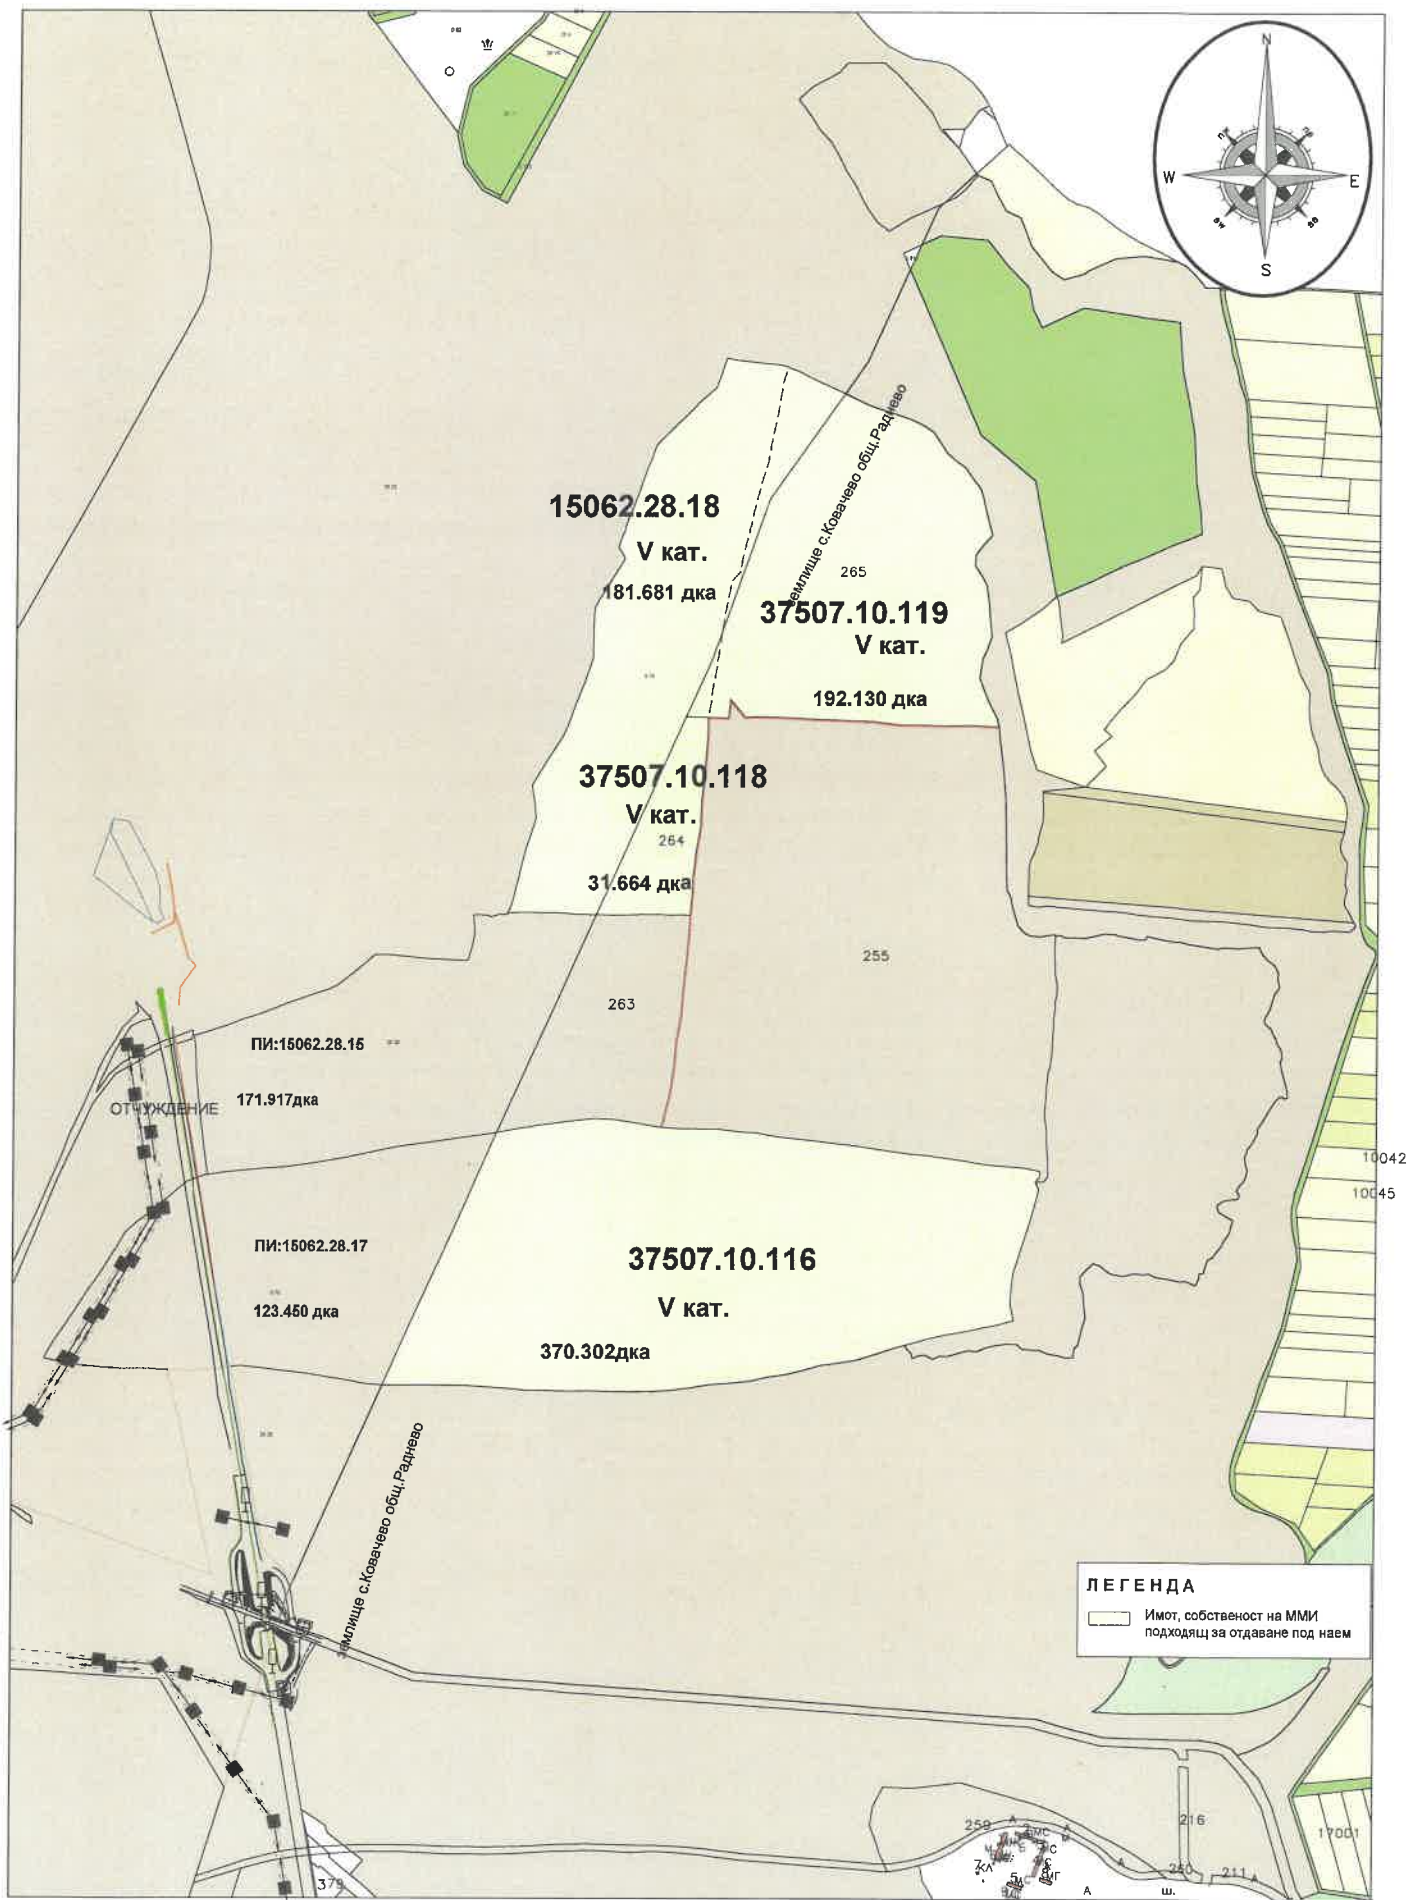 N
W
E
S
землище с.Ковачево общ.Раднево
15062.28.18
V кат.
181.681 дка
265
37507.10.119
V кат.
192.130 дка
37507.10.118
V кат.
264
31.664 дка
255
263
ПИ:15062.28.15
171.917дка
ОТЧУЖДЕНИЕ
10042
10045
ПИ:15062.28.17
123.450 дка
37507.10.116
V кат.
370.302дка
землище с.Ковачево общ.Раднево
ЛЕГЕНДА
Имот, собственост на ММИ
подходящ за отдаване под наем
259
216
17001
260
211
379
А
ш.